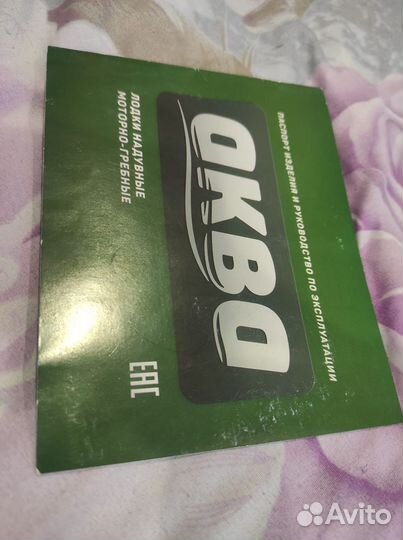 ПАСПОРТ ИЗДЕЛИЯ И РУКОВОДСТВО ПО ЭКСПЛУАТАЦИИ
АКВА
ЛОДКИ НАДУВНЫЕ
МОТОРНО-ГРЕБНЫЕ
EAC
Avito